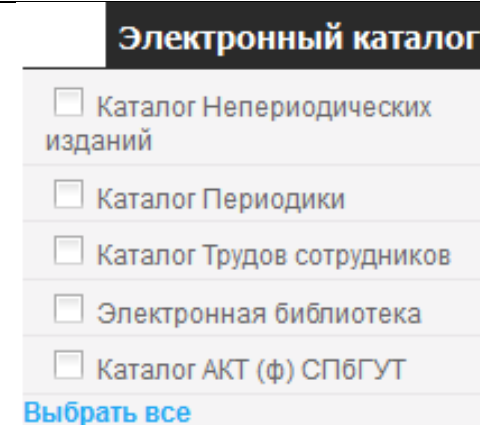 Электронный каталог
Каталог Непериодических
изданий
Каталог Периодики
Каталог Трудов сотрудников
Электронная библиотека
Каталог АКТ (ф) СПбГУТ
Выбрать все